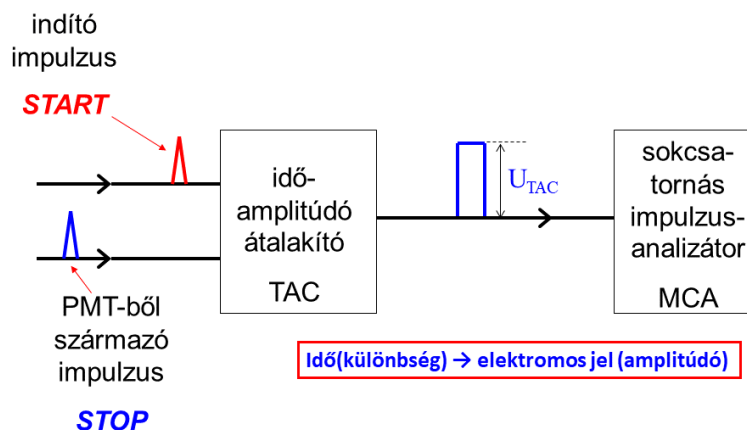 indító
impulzus
START
idő-
amplitúdó
átalakító
TAC
U_TAC
sokcsa-
tornás
impulzus-
analizátor
MCA
PMT-ből
származó
impulzus
STOP
Idő(különbség) → elektromos jel (amplitúdó)